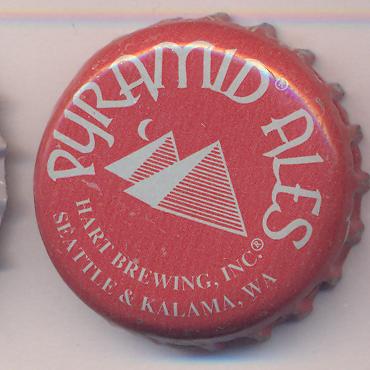 PYRAMID® ALES
HART BREWING, INC.®
SEATTLE & KALAMA, WA